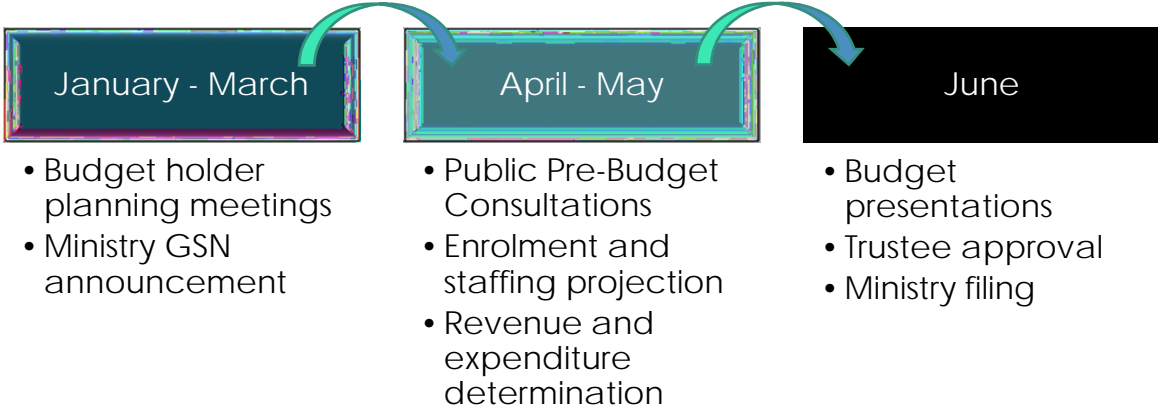 January - March
• Budget holder
planning meetings
• Ministry GSN
announcement
April - May
• Public Pre-Budget
Consultations
• Enrolment and
staffing projection
• Revenue and
expenditure
determination
June
• Budget
presentations
• Trustee approval
• Ministry filing